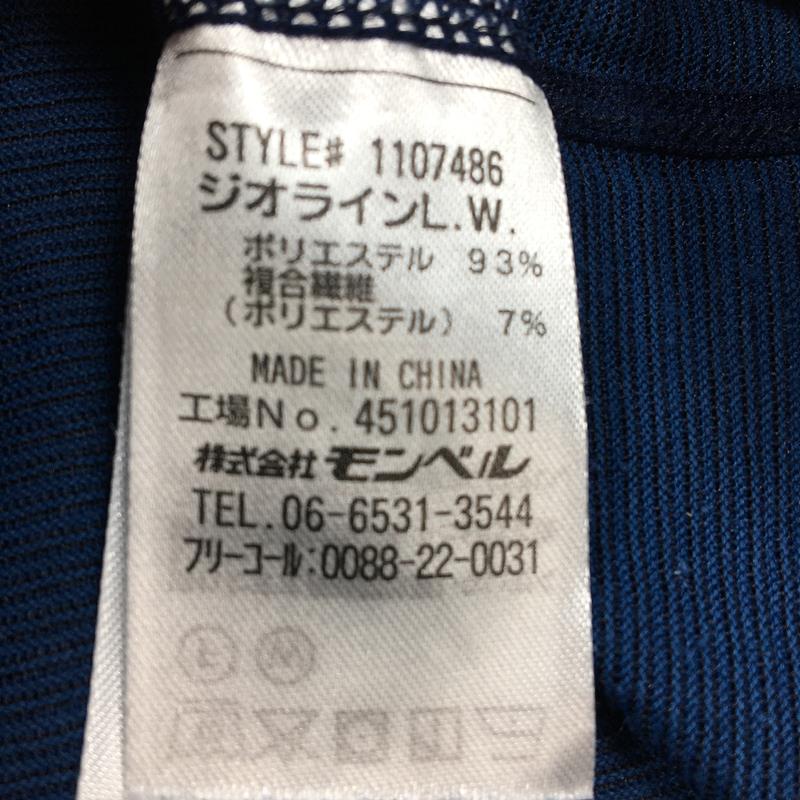 STYLE# 1107486
ジオラインL.W.
ポリエステル 93%
複合繊維
(ポリエステル) 7%
MADE IN CHINA
工場No. 451013101
株式会社モンベル
TEL.06-6531-3544
フリーコール:0088-22-0031